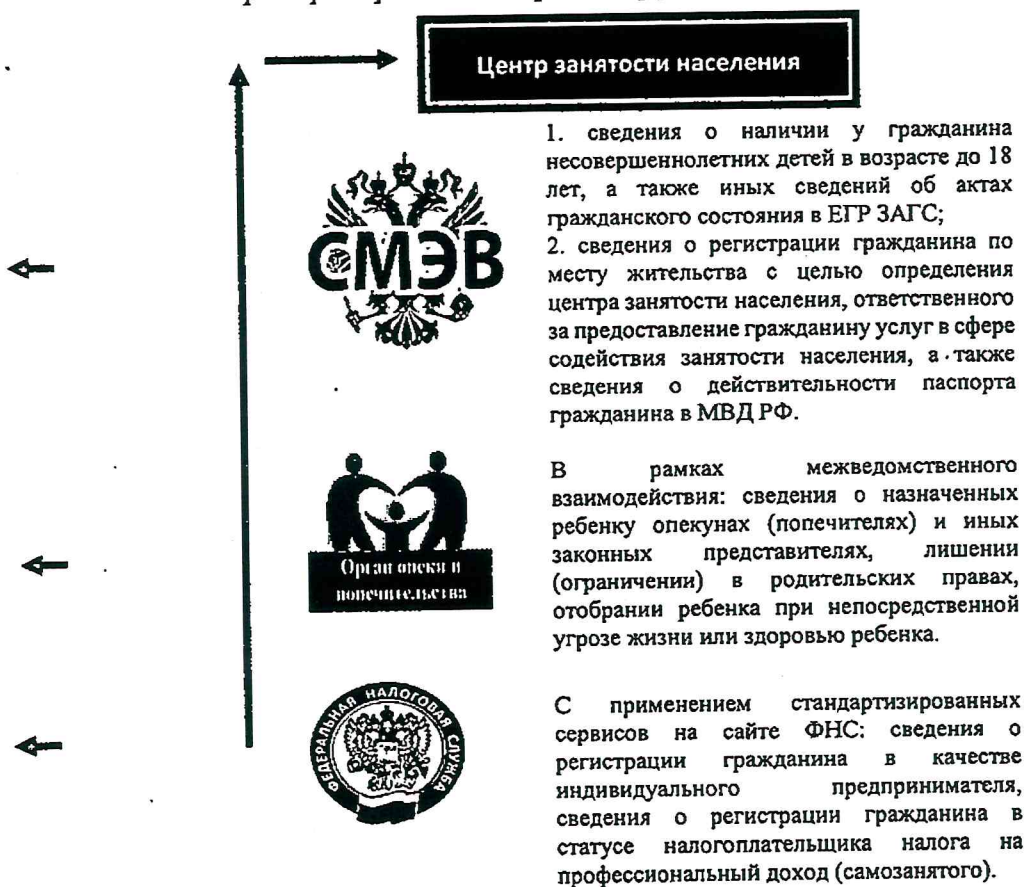 Центр занятости населения
1. сведения о наличии у гражданина
несовершеннолетних детей в возрасте до 18
лет, а также иных сведений об актах
гражданского состояния в ЕГР ЗАГС;
2. сведения о регистрации гражданина по
месту жительства с целью определения
центра занятости населения, ответственного
за предоставление гражданину услуг в сфере
содействия занятости населения, а также
сведения о действительности паспорта
гражданина в МВД РФ.
СМЭВ
В рамках межведомственного
взаимодействия: сведения о назначенных
ребенку опекунах (попечителях) и иных
законных представителях, лишении
(ограничении) в родительских правах,
отобрании ребенка при непосредственной
угрозе жизни или здоровью ребенка.
Орган опеки и
попечительства
С применением стандартизированных
сервисов на сайте ФНС: сведения о
регистрации гражданина в качестве
индивидуального предпринимателя,
сведения о регистрации гражданина в
статусе налогоплательщика налога на
профессиональный доход (самозанятого).
ФЕДЕРАЛЬНАЯ НАЛОГОВАЯ СЛУЖБА